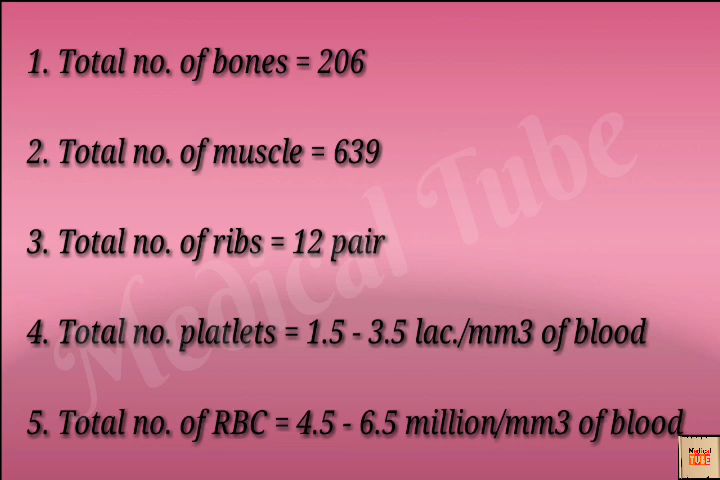 1. Total no. of bones = 206
2. Total no. of muscle = 639
3. Total no. of ribs = 12 pair
4. Total no. platlets = 1.5 - 3.5 lac./mm3 of blood
5. Total no. of RBC = 4.5 - 6.5 million/mm3 of blood
Medical Tube
Medical
TUBE